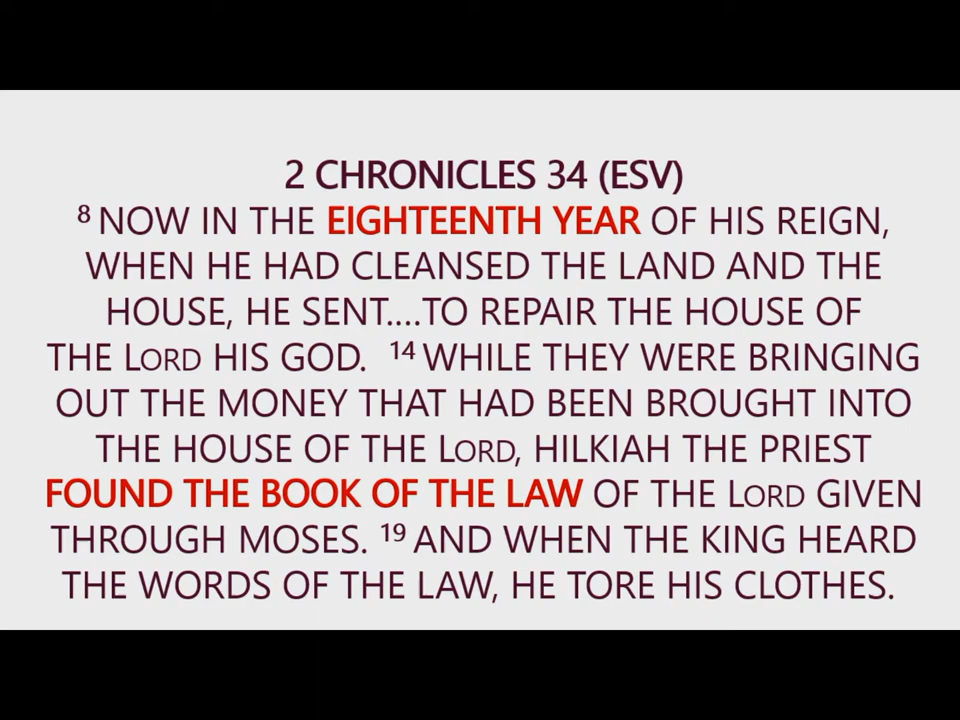 2 CHRONICLES 34 (ESV)
8 NOW IN THE EIGHTEENTH YEAR OF HIS REIGN,
WHEN HE HAD CLEANSED THE LAND AND THE
HOUSE, HE SENT....TO REPAIR THE HOUSE OF
THE LORD HIS GOD. 14 WHILE THEY WERE BRINGING
OUT THE MONEY THAT HAD BEEN BROUGHT INTO
THE HOUSE OF THE LORD, HILKIAH THE PRIEST
FOUND THE BOOK OF THE LAW OF THE LORD GIVEN
THROUGH MOSES. 19 AND WHEN THE KING HEARD
THE WORDS OF THE LAW, HE TORE HIS CLOTHES.